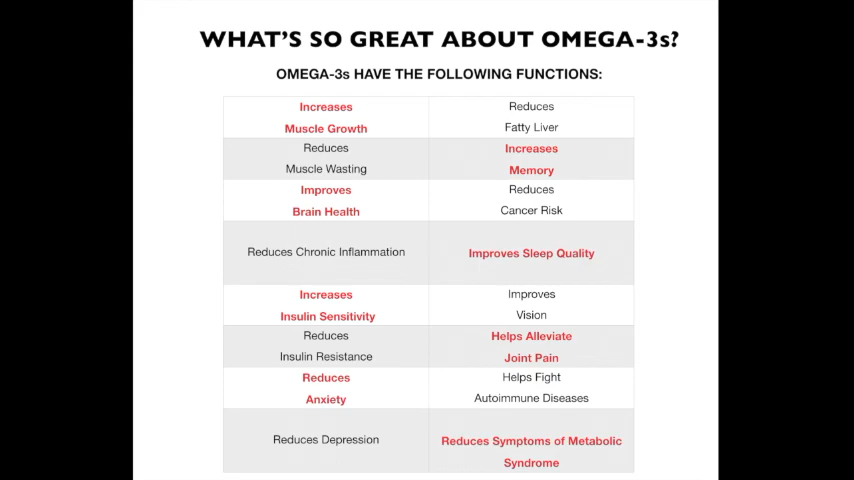 WHAT'S SO GREAT ABOUT OMEGA-3s?
OMEGA-3s HAVE THE FOLLOWING FUNCTIONS:
Increases
Muscle Growth
Reduces
Fatty Liver
Reduces
Muscle Wasting
Increases
Memory
Improves
Brain Health
Reduces
Cancer Risk
Reduces Chronic Inflammation
Improves Sleep Quality
Increases
Insulin Sensitivity
Improves
Vision
Reduces
Insulin Resistance
Helps Alleviate
Joint Pain
Reduces
Anxiety
Helps Fight
Autoimmune Diseases
Reduces Depression
Reduces Symptoms of Metabolic
Syndrome